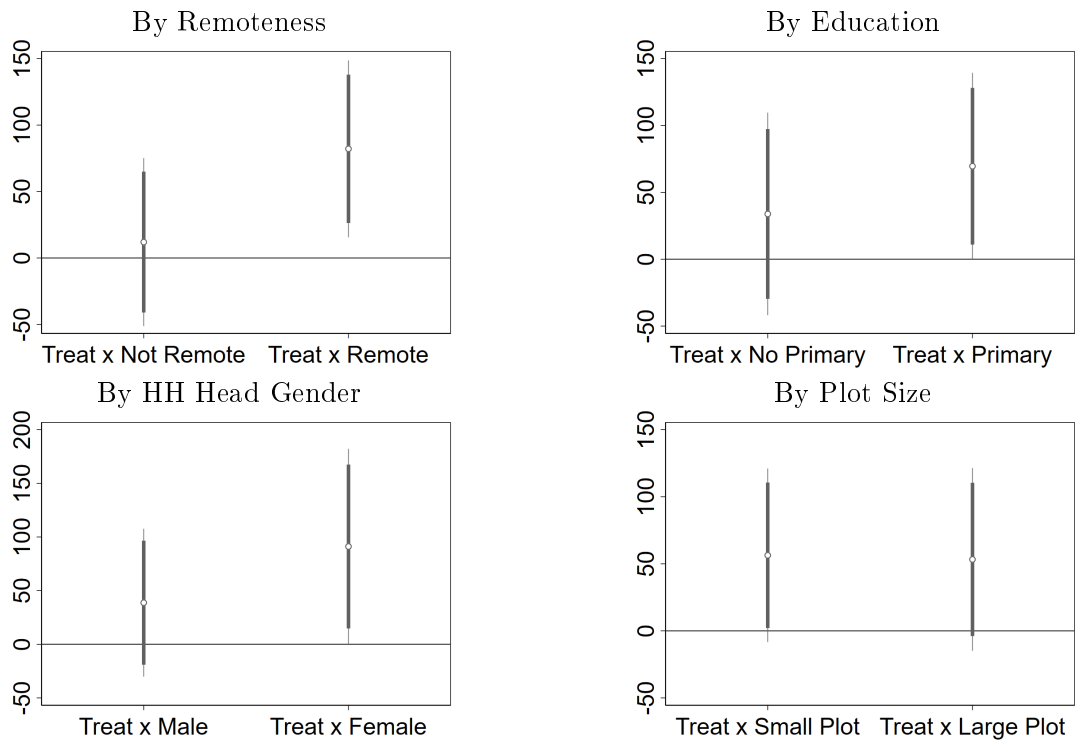 By Remoteness
150
100
50
0
-50
Treat x Not Remote
Treat x Remote
By Education
150
100
50
0
-50
Treat x No Primary
Treat x Primary
By HH Head Gender
200
150
100
50
0
-50
Treat x Male
Treat x Female
By Plot Size
150
100
50
0
-50
Treat x Small Plot
Treat x Large Plot